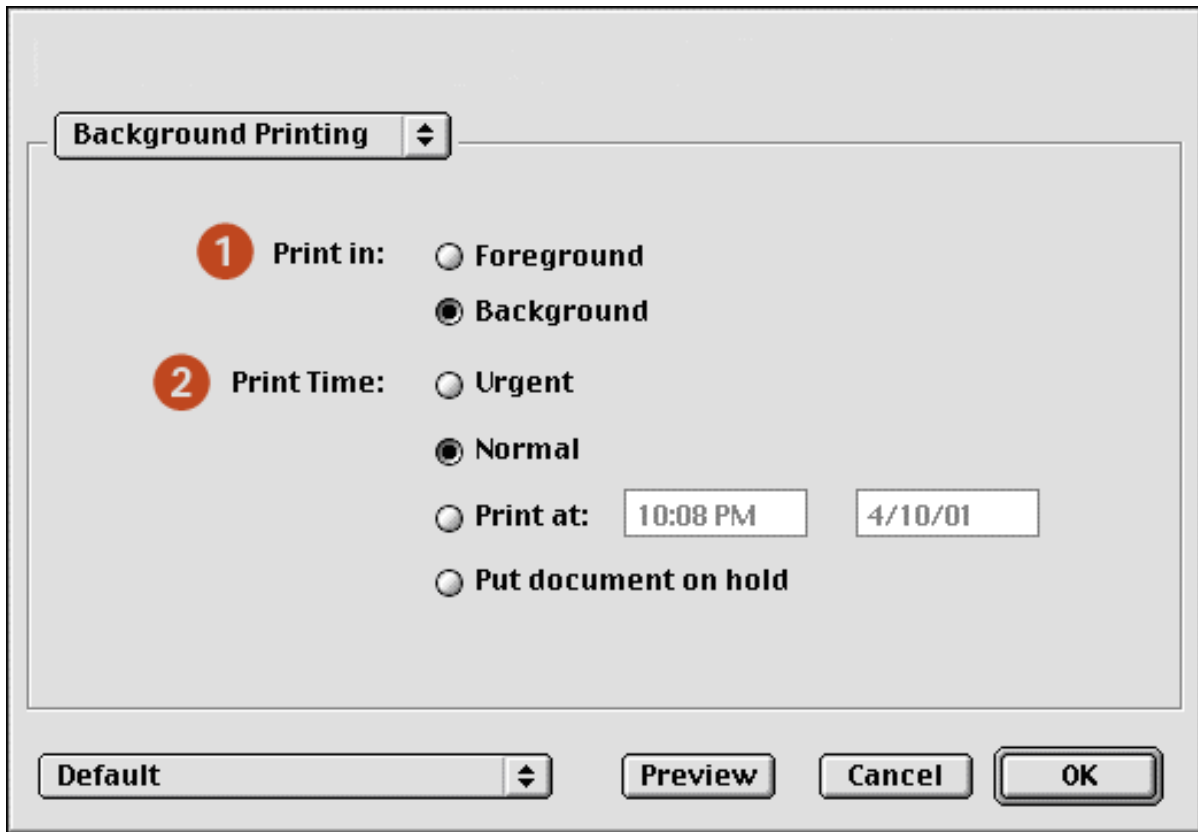 Background Printing
1 Print in: Foreground
Background
2 Print Time: Urgent
Normal
Print at: 10:08 PM 4/10/01
Put document on hold
Default Preview Cancel OK